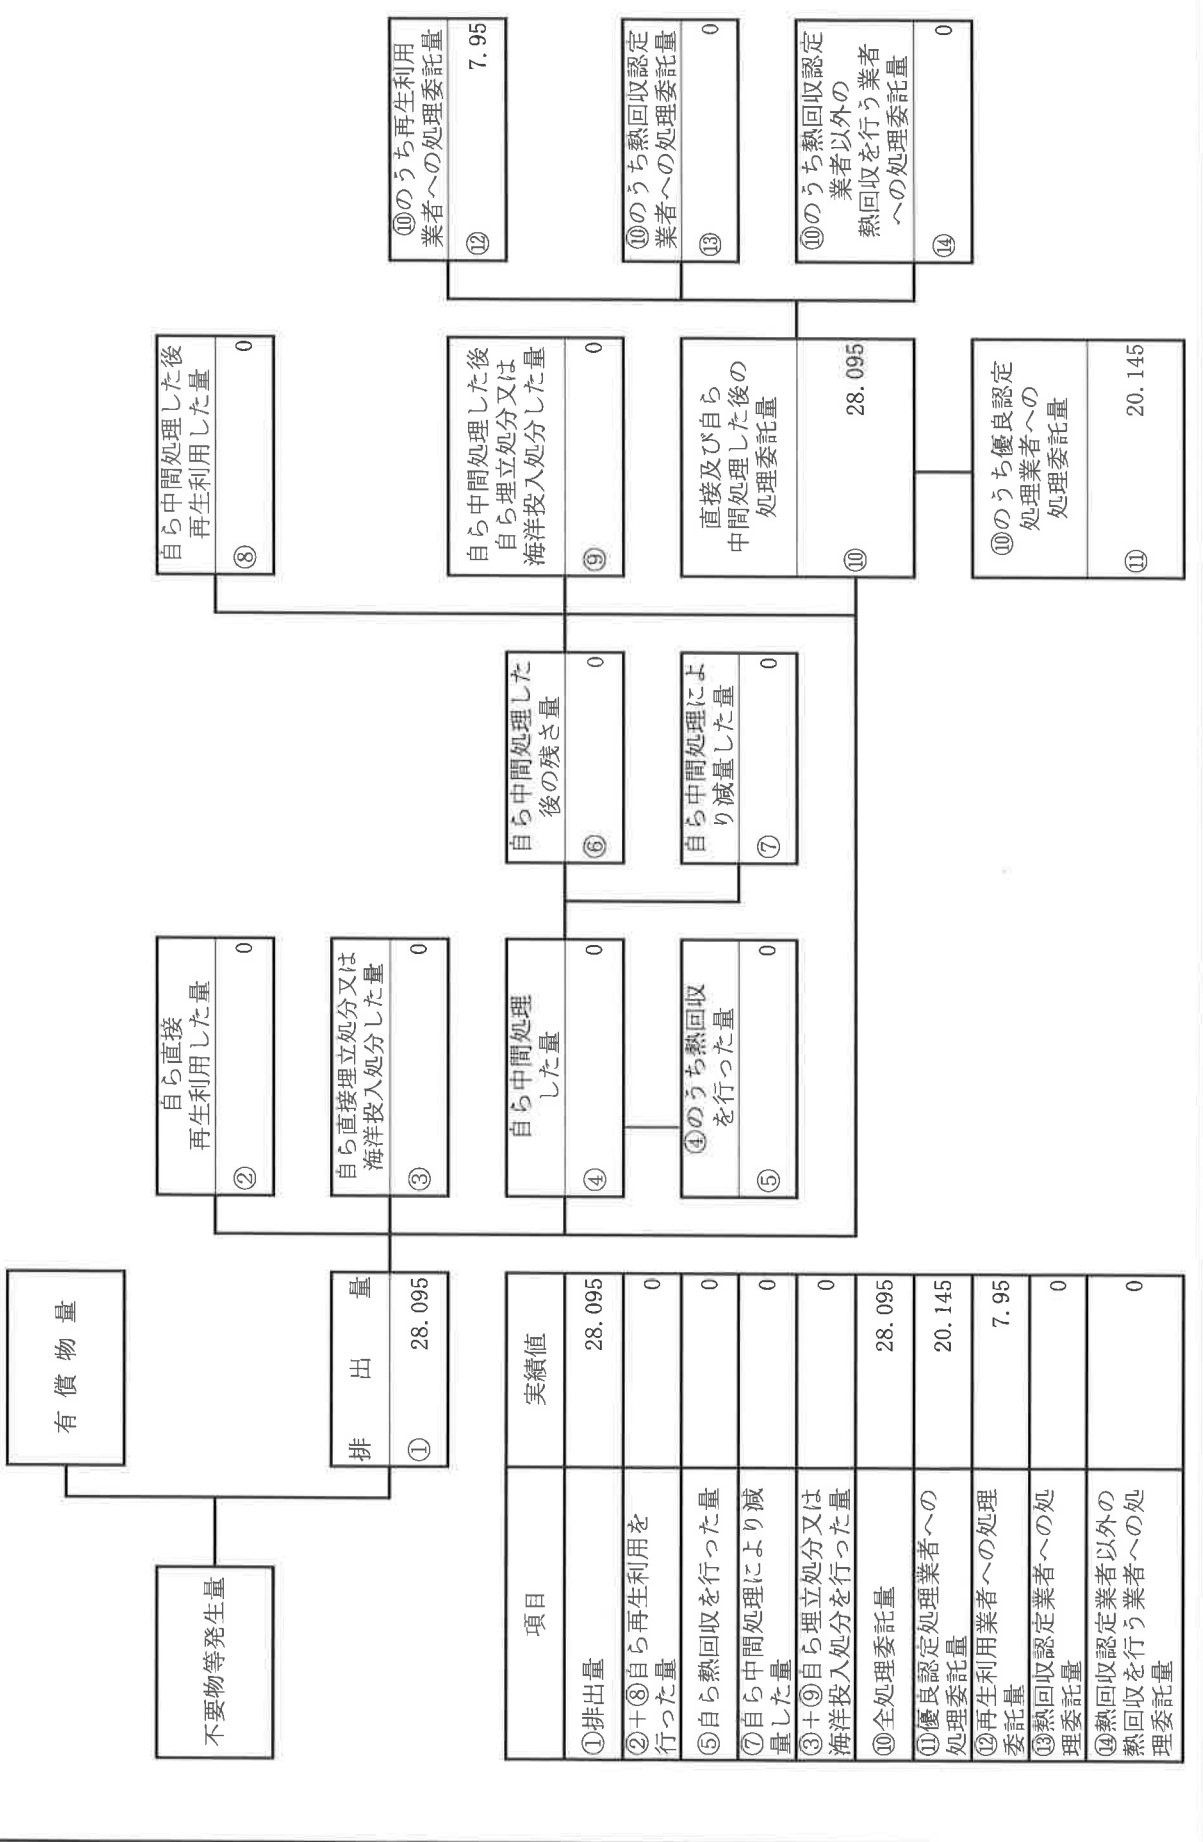 有償物量
不要物等発生量
排出量
① 28.095
自ら直接
再生利用した量
② 0
自ら直接埋立処分又は
海洋投入処分した量
③ 0
自ら中間処理
した量
④ 0
④のうち熱回収
を行った量
⑤ 0
自ら中間処理した
後の残さ量
⑥ 0
自ら中間処理によ
り減量した量
⑦ 0
自ら中間処理した後
再生利用した量
⑧ 0
自ら中間処理した後
自ら埋立処分又は
海洋投入処分した量
⑨ 0
直接及び自ら
中間処理した後の
処理委託量
⑩ 28.095
⑩のうち優良認定
処理業者への
処理委託量
⑪ 20.145
⑩のうち再生利用
業者への処理委託量
⑫ 7.95
⑩のうち熱回収認定
業者への処理委託量
⑬ 0
⑩のうち熱回収認定
業者以外の
熱回収を行う業者
への処理委託量
⑭ 0
項目 実績値
①排出量 28.095
②+⑧自ら再生利用を
行った量 0
⑤自ら熱回収を行った量 0
⑦自ら中間処理により減
量した量 0
③+⑨自ら埋立処分又は
海洋投入処分を行った量 0
⑩全処理委託量 28.095
⑪優良認定処理業者への
処理委託量 20.145
⑫再生利用業者への処理
委託量 7.95
⑬熱回収認定業者への処
理委託量 0
⑭熱回収認定業者以外の
熱回収を行う業者への処
理委託量 0